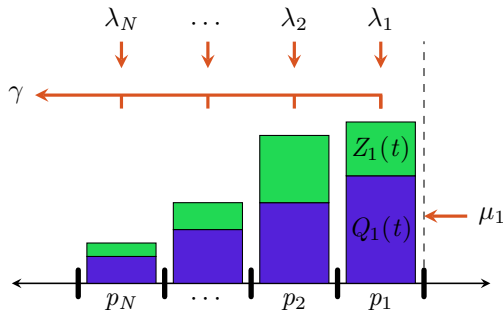 λ_N … λ_2 λ_1
γ
Z_1(t)
Q_1(t)
μ_1
p_N … p_2 p_1